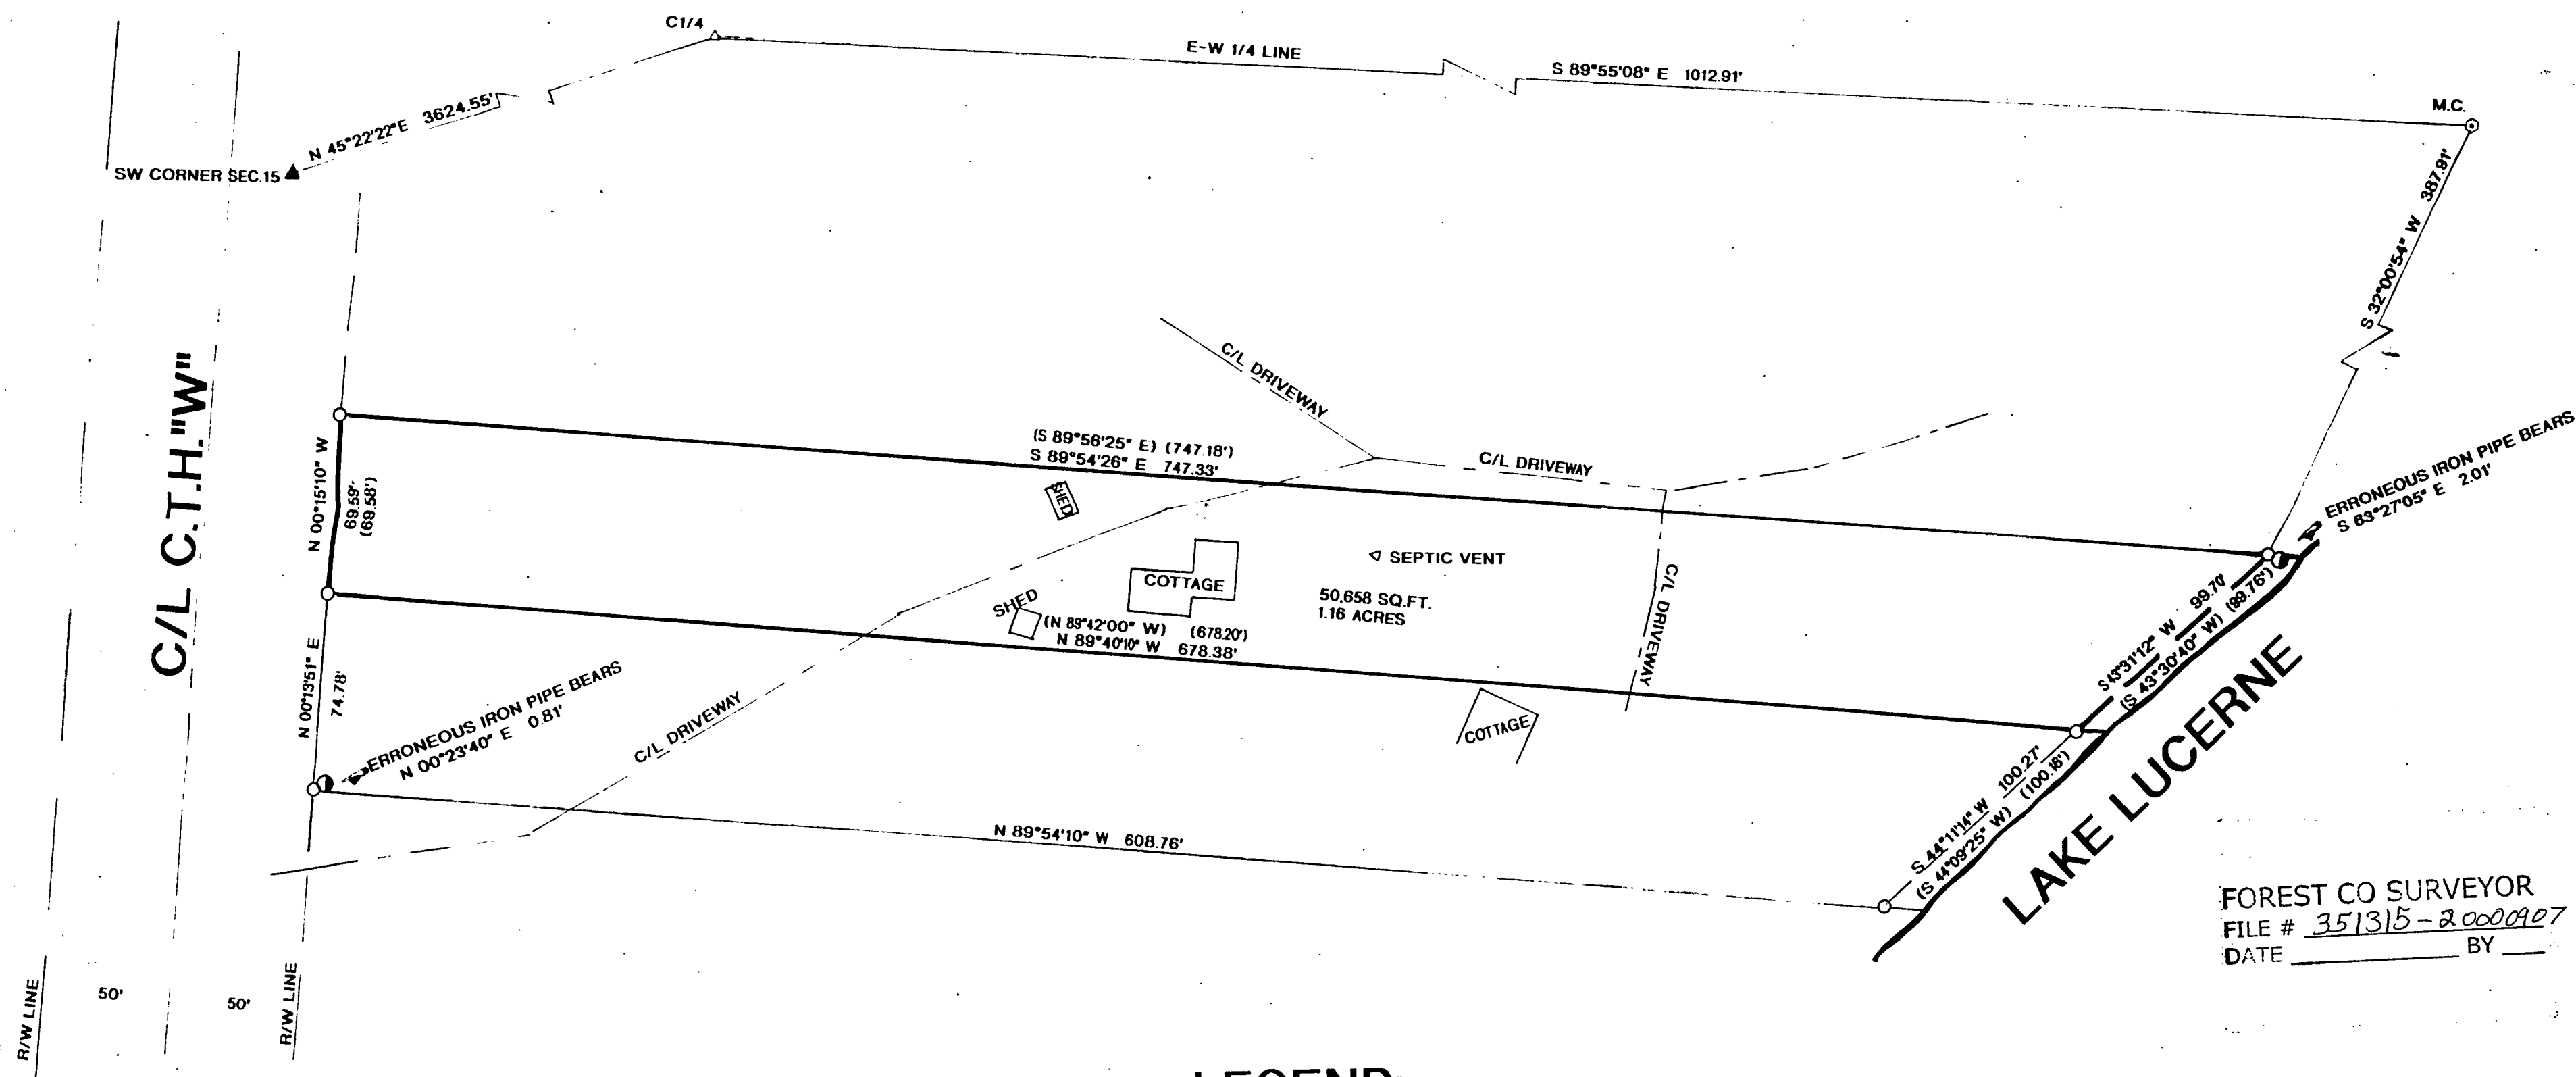 C1/4
E-W 1/4 LINE
S 89°55'08" E 1012.91'
M.C.
N 45°22'22"E 3624.55'
SW CORNER SEC.15
S 32°00'54" W 387.91'
C/L C.T.H."W"
C/L DRIVEWAY
(S 89°56'25" E) (747.18')
S 89°54'26" E 747.33'
C/L DRIVEWAY
ERRONEOUS IRON PIPE BEARS
S 63°27'05" E 2.01'
N 00°15'10" W
69.59'
(69.58')
SHED
SEPTIC VENT
COTTAGE
50,658 SQ.FT.
1.16 ACRES
C/L DRIVEWAY
SHED
(N 89°42'00" W) (678.20')
N 89°40'10" W 678.38'
S 43°31'12" W 99.70'
(S 43°30'40" W) (99.76')
N 00°13'51" E
74.78'
ERRONEOUS IRON PIPE BEARS
N 00°23'40" E 0.81'
C/L DRIVEWAY
COTTAGE
S 44°11'14" W 100.27'
(S 44°09'25" W) (100.18')
LAKE LUCERNE
N 89°54'10" W 608.76'
FOREST CO SURVEYOR
FILE # 351315-20000907
DATE BY
R/W LINE
50'
50'
R/W LINE
LEGEND